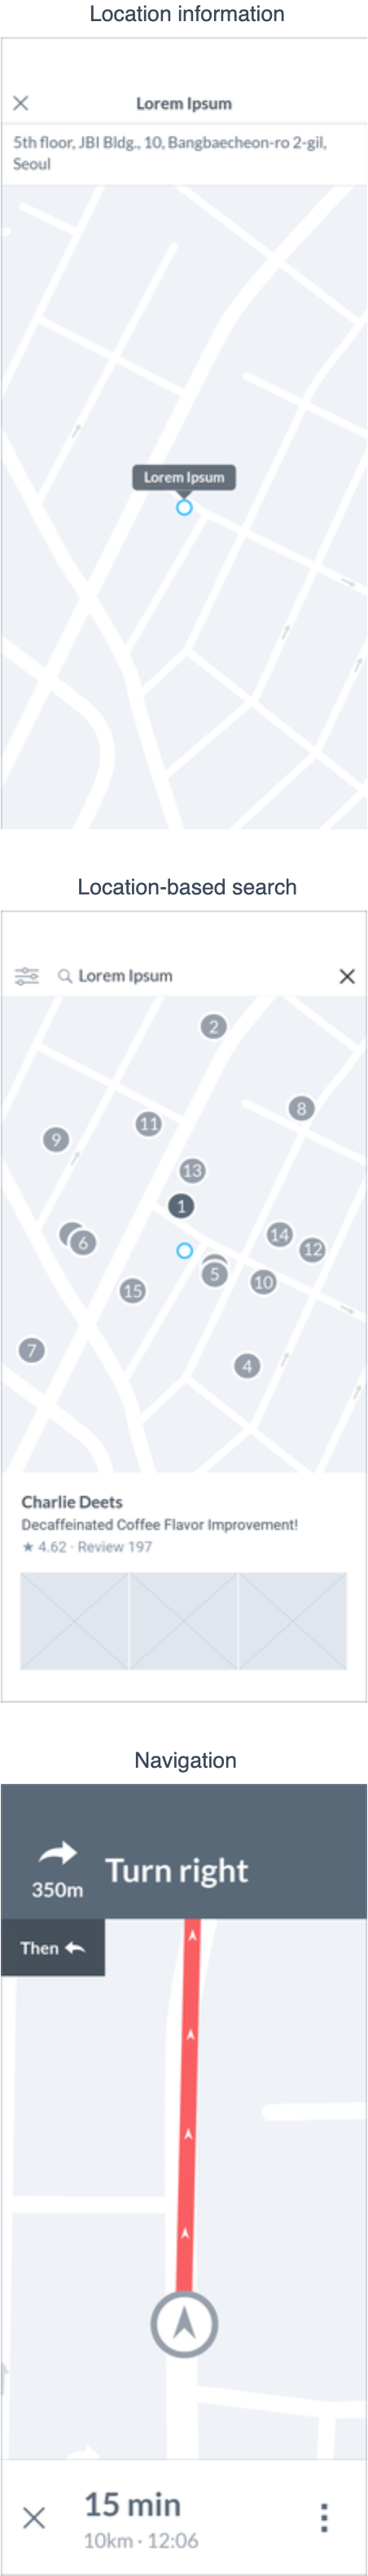 Location information
Lorem Ipsum
5th floor, JBI Bldg., 10, Bangbaecheon-ro 2-gil,
Seoul
Lorem Ipsum
Location-based search
Lorem Ipsum
2
8
11
9
13
1
14
6
12
5
10
15
7
4
Charlie Deets
Decaffeinated Coffee Flavor Improvement!
★ 4.62 · Review 197
Navigation
Turn right
350m
Then
15 min
10km · 12:06